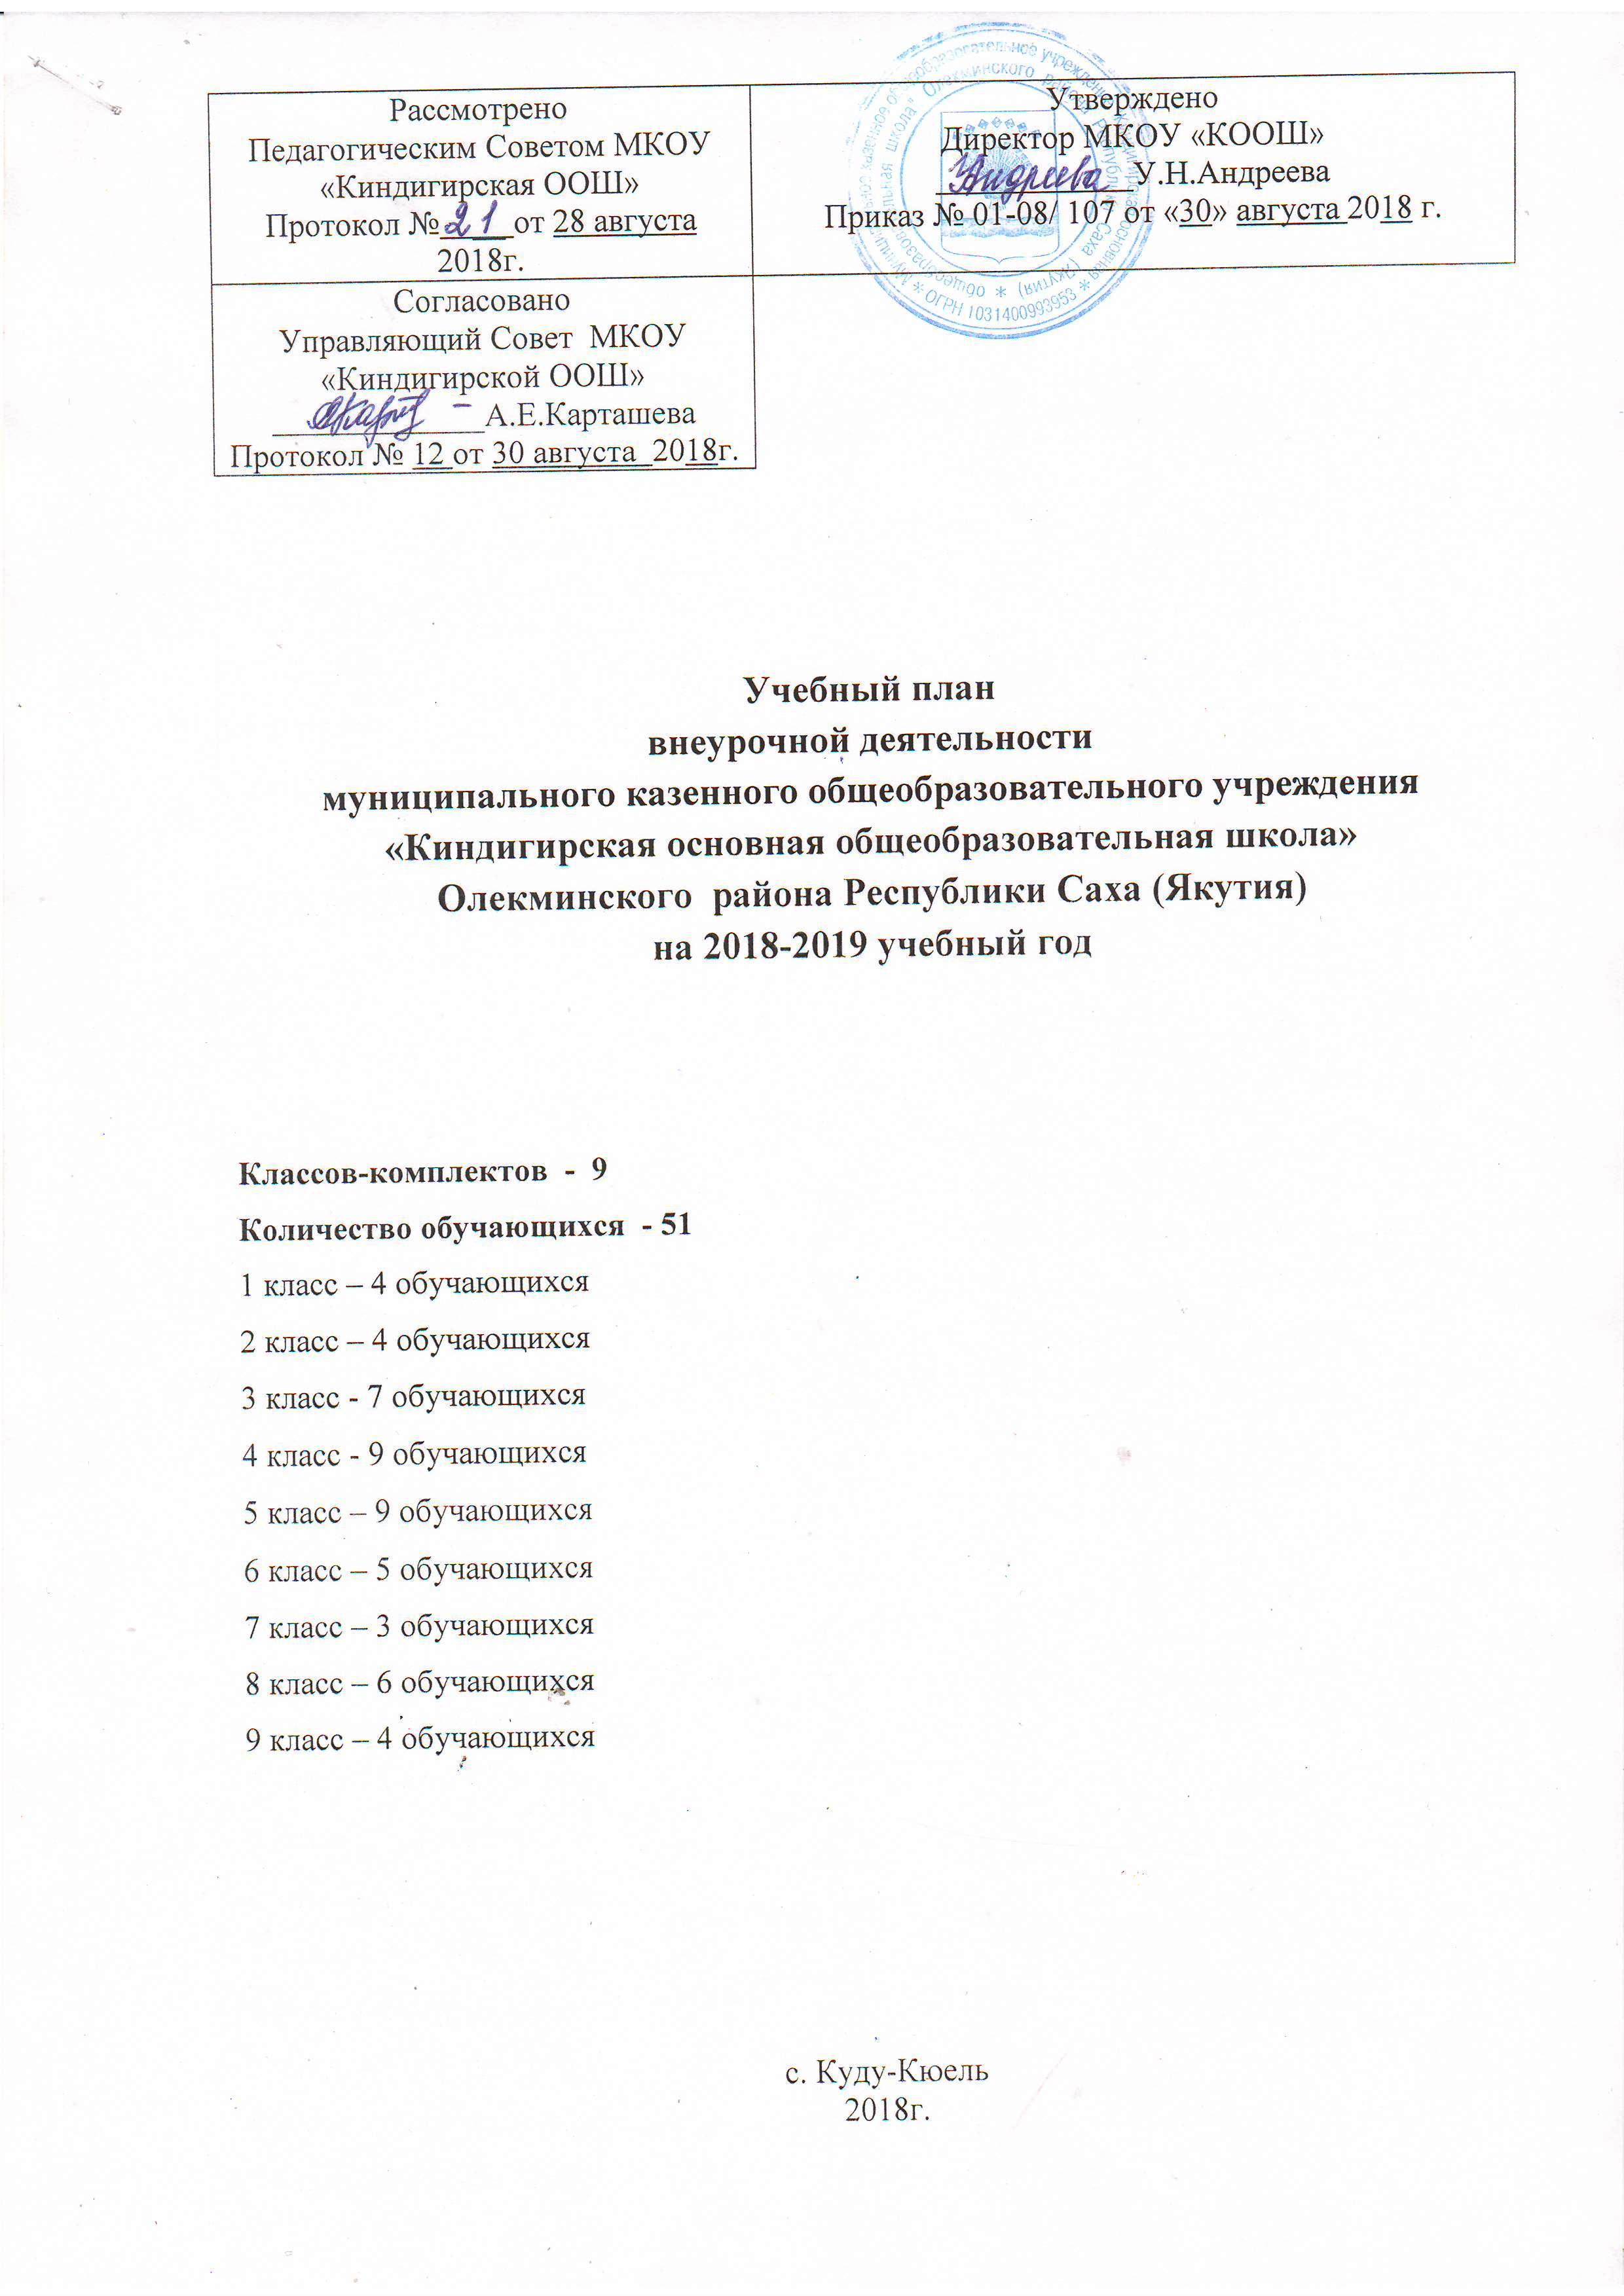 Рассмотрено
Педагогическим Советом МКОУ
«Киндигирская ООШ»
Протокол № 21 от 28 августа
2018г.
Утверждено
Директор МКОУ «КООШ»
Андреева У.Н.Андреева
Приказ № 01-08/ 107 от «30» августа 2018 г.
Согласовано
Управляющий Совет МКОУ
«Киндигирской ООШ»
А.Е.Карташева
Протокол № 12 от 30 августа 2018г.
ОГРН 1031400993953
Учебный план
внеурочной деятельности
муниципального казенного общеобразовательного учреждения
«Киндигирская основная общеобразовательная школа»
Олекминского района Республики Саха (Якутия)
на 2018-2019 учебный год
Классов-комплектов - 9
Количество обучающихся - 51
1 класс – 4 обучающихся
2 класс – 4 обучающихся
3 класс - 7 обучающихся
4 класс - 9 обучающихся
5 класс – 9 обучающихся
6 класс – 5 обучающихся
7 класс – 3 обучающихся
8 класс – 6 обучающихся
9 класс – 4 обучающихся
с. Куду-Кюель
2018г.